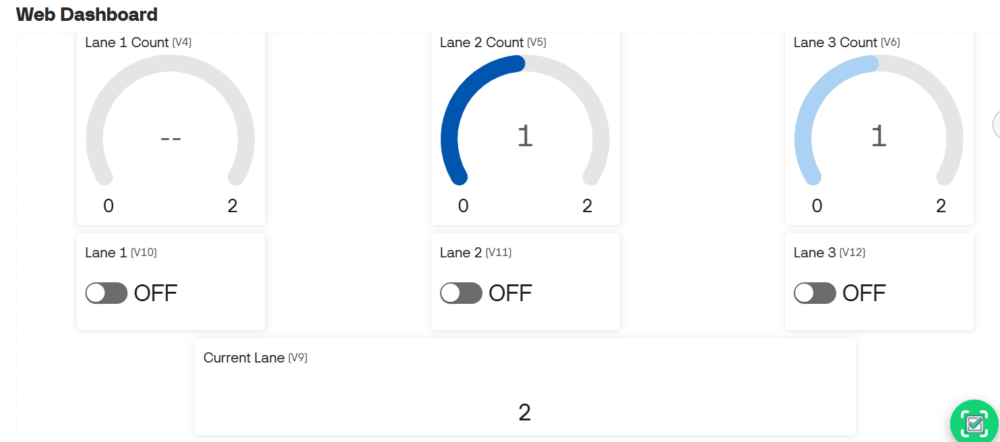 Web Dashboard
Lane 1 Count (V4)
Lane 2 Count (V5)
Lane 3 Count (V6)
--
1
1
0
2
0
2
0
2
Lane 1 (V10)
Lane 2 (V11)
Lane 3 (V12)
OFF
OFF
OFF
Current Lane (V9)
2